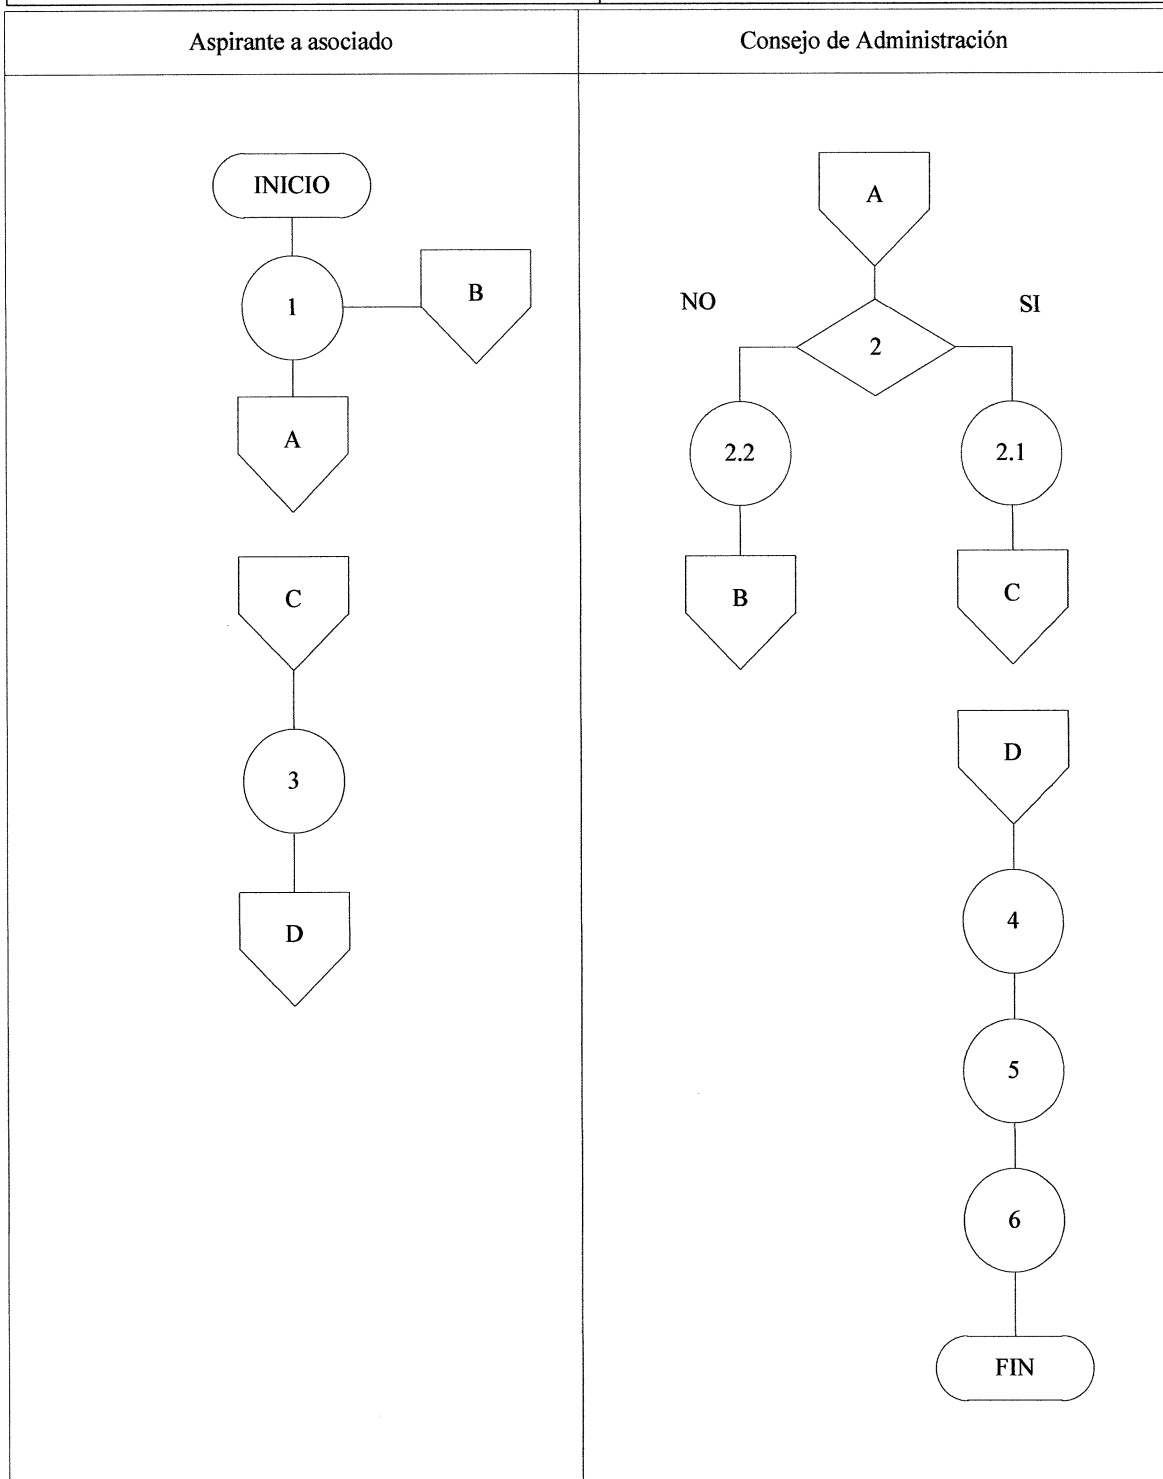 Aspirante a asociado
Consejo de Administración
INICIO
1
B
A
C
3
D
A
NO
SI
2
2.2
2.1
B
C
D
4
5
6
FIN